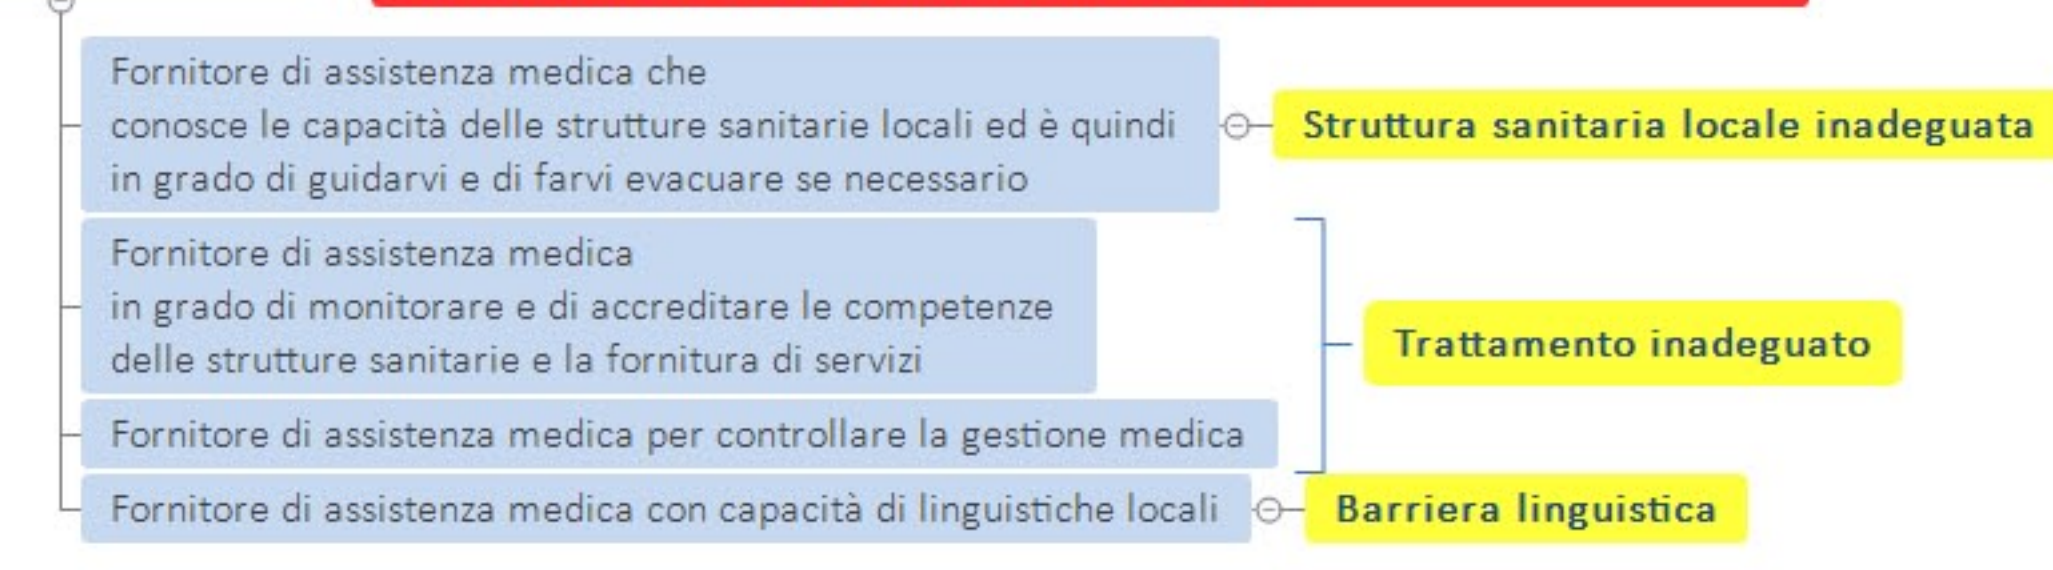 Fornitore di assistenza medica che
conosce le capacità delle strutture sanitarie locali ed è quindi
in grado di guidarvi e di farvi evacuare se necessario
Struttura sanitaria locale inadeguata
Fornitore di assistenza medica
in grado di monitorare e di accreditare le competenze
delle strutture sanitarie e la fornitura di servizi
Fornitore di assistenza medica per controllare la gestione medica
Trattamento inadeguato
Fornitore di assistenza medica con capacità di linguistiche locali
Barriera linguistica